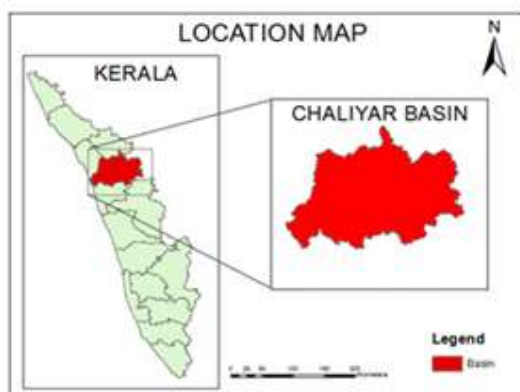 LOCATION MAP
N
KERALA
CHALIYAR BASIN
Legend
Basin